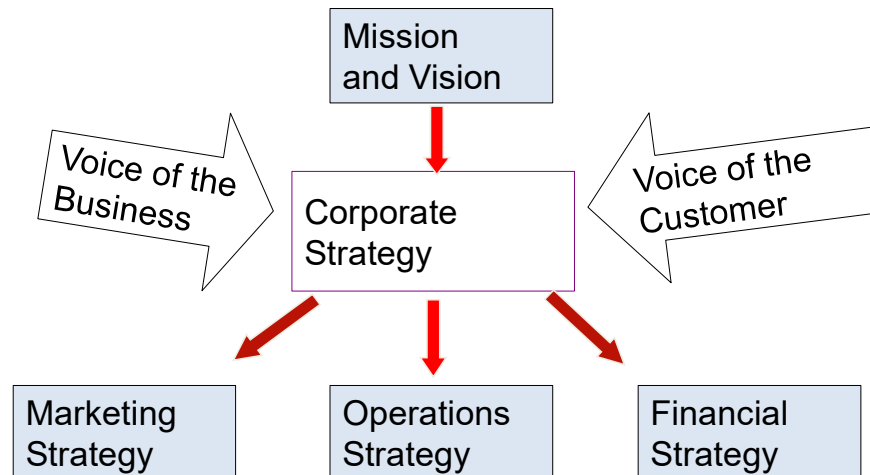 Mission
and Vision
Voice of the
Business
Voice of the
Customer
Corporate
Strategy
Marketing
Strategy
Operations
Strategy
Financial
Strategy